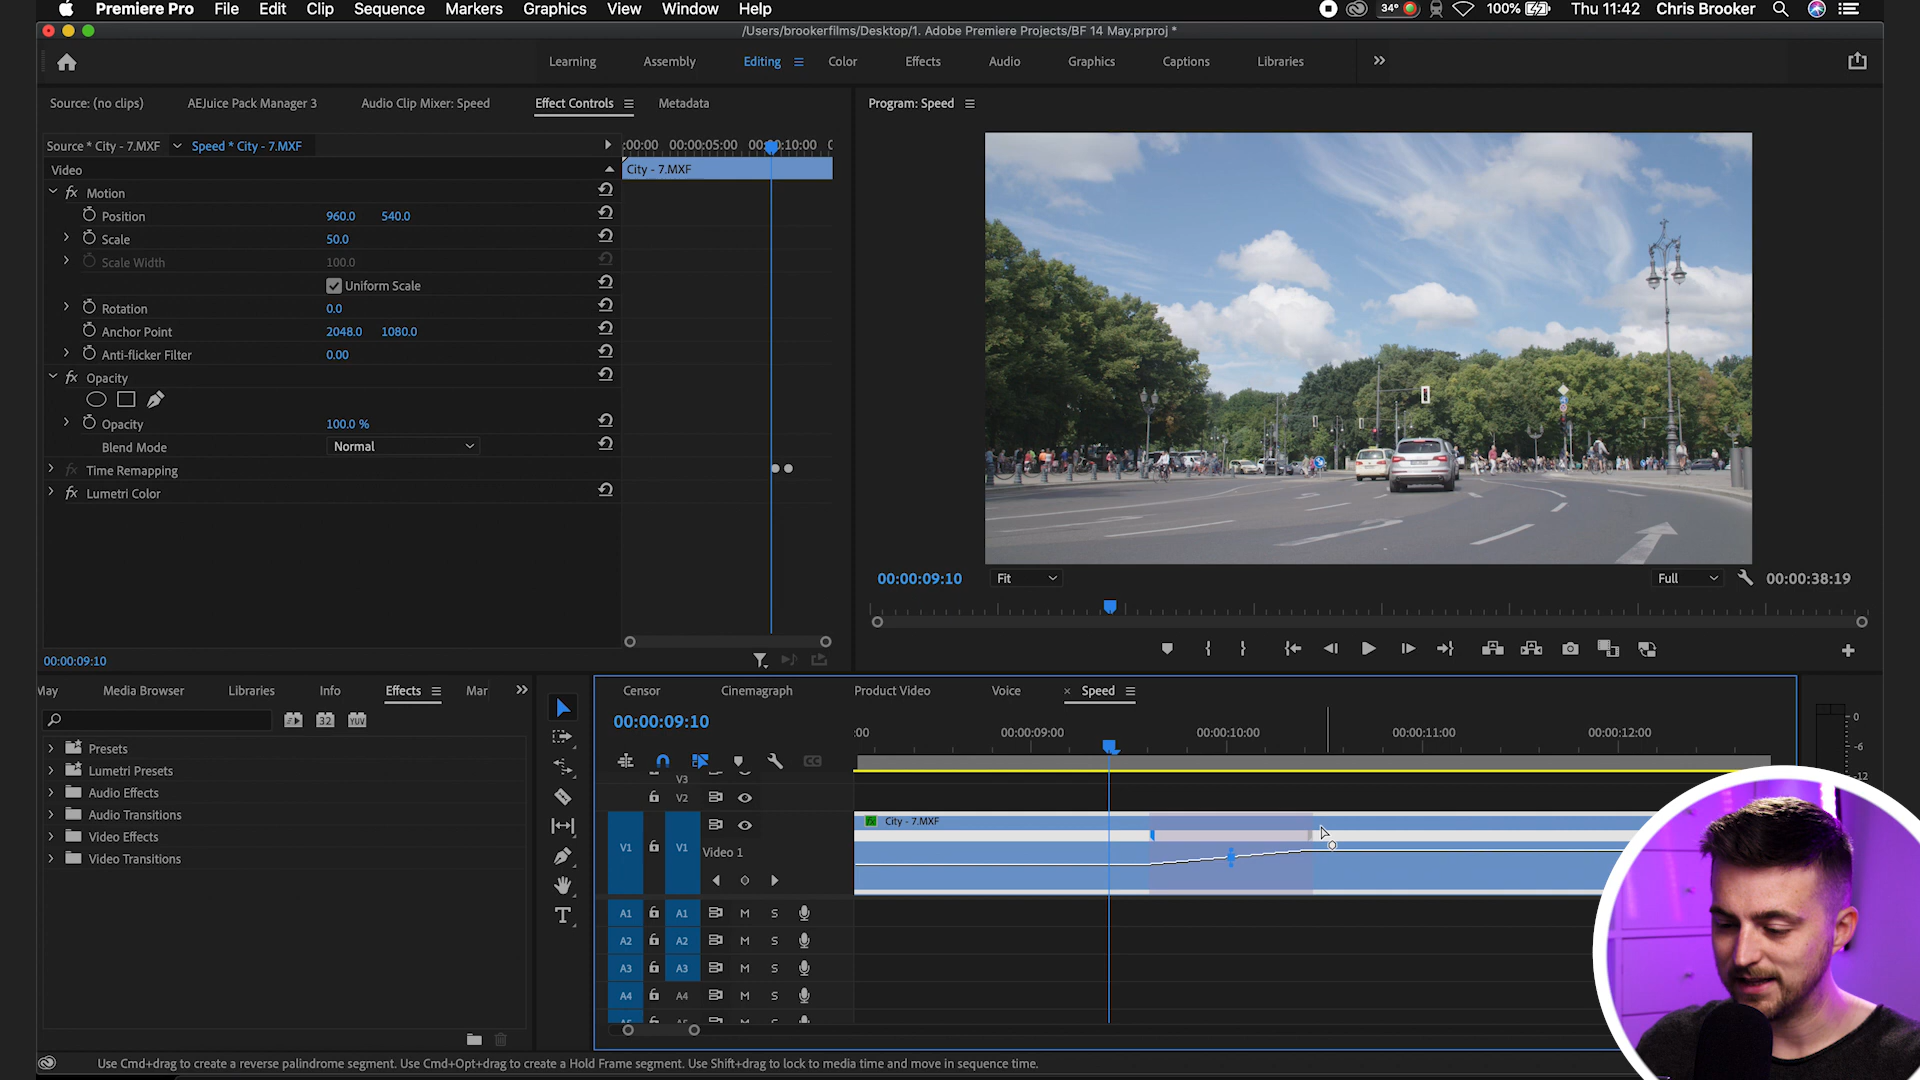 Premiere Pro File Edit Clip Sequence Markers Graphics View Window Help 34° 100% Thu 11:42 Chris Brooker
/Users/brookerfilms/Desktop/1. Adobe Premiere Projects/BF 14 May.prproj *
Learning Assembly Editing Color Effects Audio Graphics Captions Libraries
Source: (no clips) AEJuice Pack Manager 3 Audio Clip Mixer: Speed Effect Controls Metadata
Program: Speed
Source * City - 7.MXF Speed * City - 7.MXF
:00:00 00:00:05:00 00:00:10:00
Video
City - 7.MXF
fx Motion
Position 960.0 540.0
Scale 50.0
Scale Width 100.0
Uniform Scale
Rotation 0.0
Anchor Point 2048.0 1080.0
Anti-flicker Filter 0.00
fx Opacity
Opacity 100.0 %
Blend Mode Normal
fx Time Remapping
fx Lumetri Color
00:00:09:10
00:00:09:10 Fit Full 00:00:38:19
May Media Browser Libraries Info Effects Mar
32 YUV
Presets
Lumetri Presets
Audio Effects
Audio Transitions
Video Effects
Video Transitions
Censor Cinemagraph Product Video Voice × Speed
00:00:09:10
:00 00:00:09:00 00:00:10:00 00:00:11:00 00:00:12:00
CC
V3
V2
V1 V1 Video 1
fx City - 7.MXF
A1 A1 M S
A2 A2 M S
A3 A3 M S
A4 A4 M S
0
-6
-12
T
Use Cmd+drag to create a reverse palindrome segment. Use Cmd+Opt+drag to create a Hold Frame segment. Use Shift+drag to lock to media time and move in sequence time.